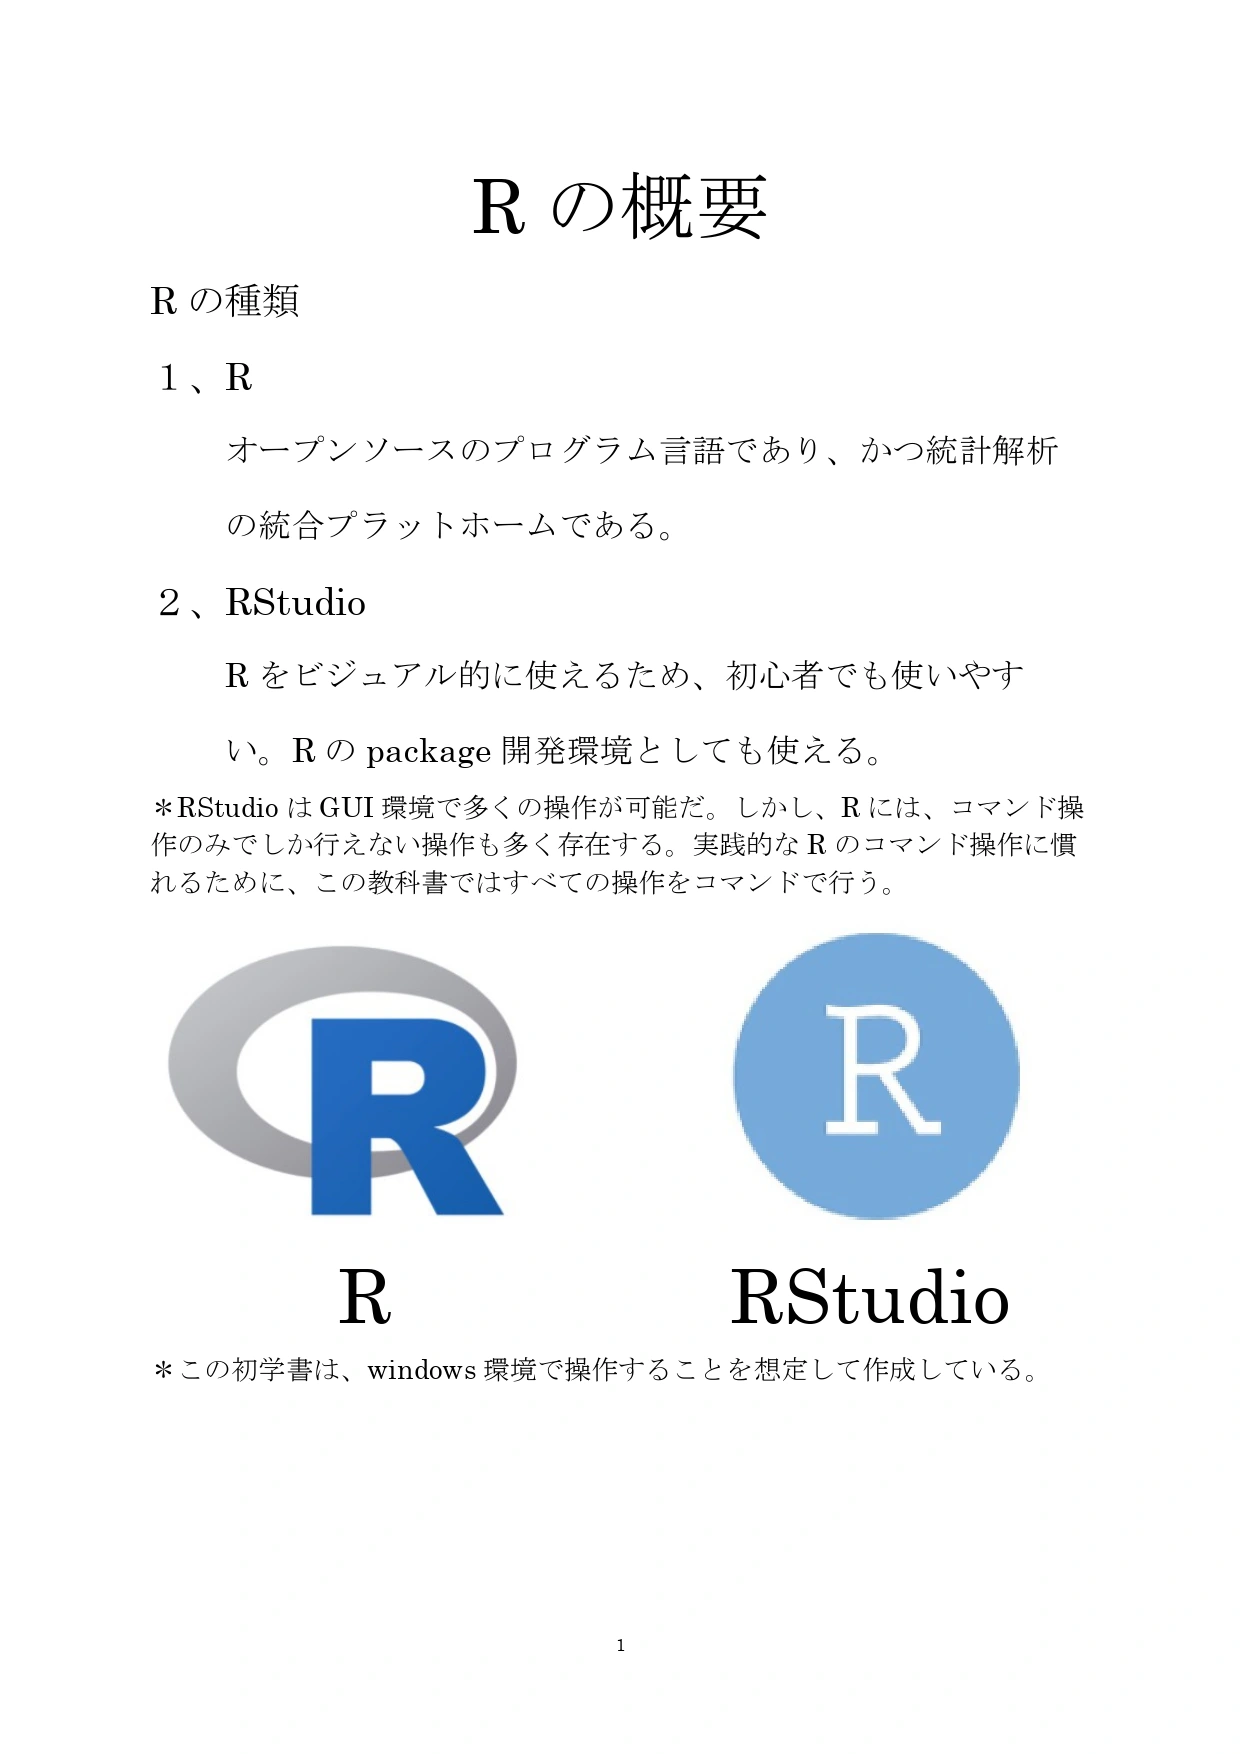 R の概要
R の種類
１、R
オープンソースのプログラム言語であり、かつ統計解析
の統合プラットホームである。
２、RStudio
R をビジュアル的に使えるため、初心者でも使いやす
い。R の package 開発環境としても使える。
＊RStudio は GUI 環境で多くの操作が可能だ。しかし、R には、コマンド操
作のみでしか行えない操作も多く存在する。実践的な R のコマンド操作に慣
れるために、この教科書ではすべての操作をコマンドで行う。
R
R
R
RStudio
＊この初学書は、windows 環境で操作することを想定して作成している。
1